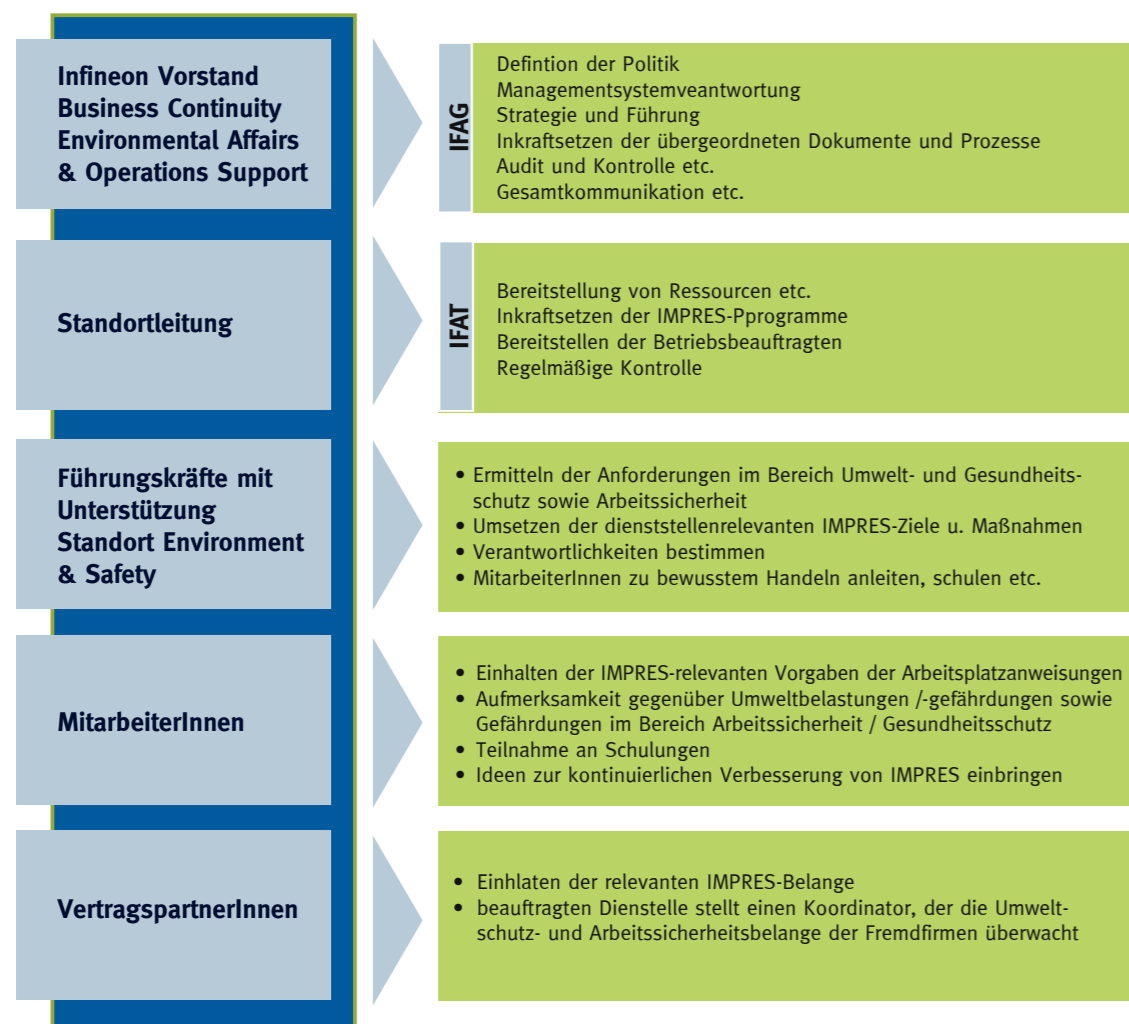 Infineon Vorstand
Business Continuity
Environmental Affairs
& Operations Support
IFAG
Defintion der Politik
Managementsystemveantwortung
Strategie und Führung
Inkraftsetzen der übergeordneten Dokumente und Prozesse
Audit und Kontrolle etc.
Gesamtkommunikation etc.
Standortleitung
IFAT
Bereitstellung von Ressourcen etc.
Inkraftsetzen der IMPRES-Pprogramme
Bereitstellen der Betriebsbeauftragten
Regelmäßige Kontrolle
Führungskräfte mit
Unterstützung
Standort Environment
& Safety
• Ermitteln der Anforderungen im Bereich Umwelt- und Gesundheits-
schutz sowie Arbeitssicherheit
• Umsetzen der dienststellenrelevanten IMPRES-Ziele u. Maßnahmen
• Verantwortlichkeiten bestimmen
• MitarbeiterInnen zu bewusstem Handeln anleiten, schulen etc.
MitarbeiterInnen
• Einhalten der IMPRES-relevanten Vorgaben der Arbeitsplatzanweisungen
• Aufmerksamkeit gegenüber Umweltbelastungen /-gefährdungen sowie
Gefährdungen im Bereich Arbeitssicherheit / Gesundheitsschutz
• Teilnahme an Schulungen
• Ideen zur kontinuierlichen Verbesserung von IMPRES einbringen
VertragspartnerInnen
• Einhlaten der relevanten IMPRES-Belange
• beauftragten Dienstelle stellt einen Koordinator, der die Umwelt-
schutz- und Arbeitssicherheitsbelange der Fremdfirmen überwacht